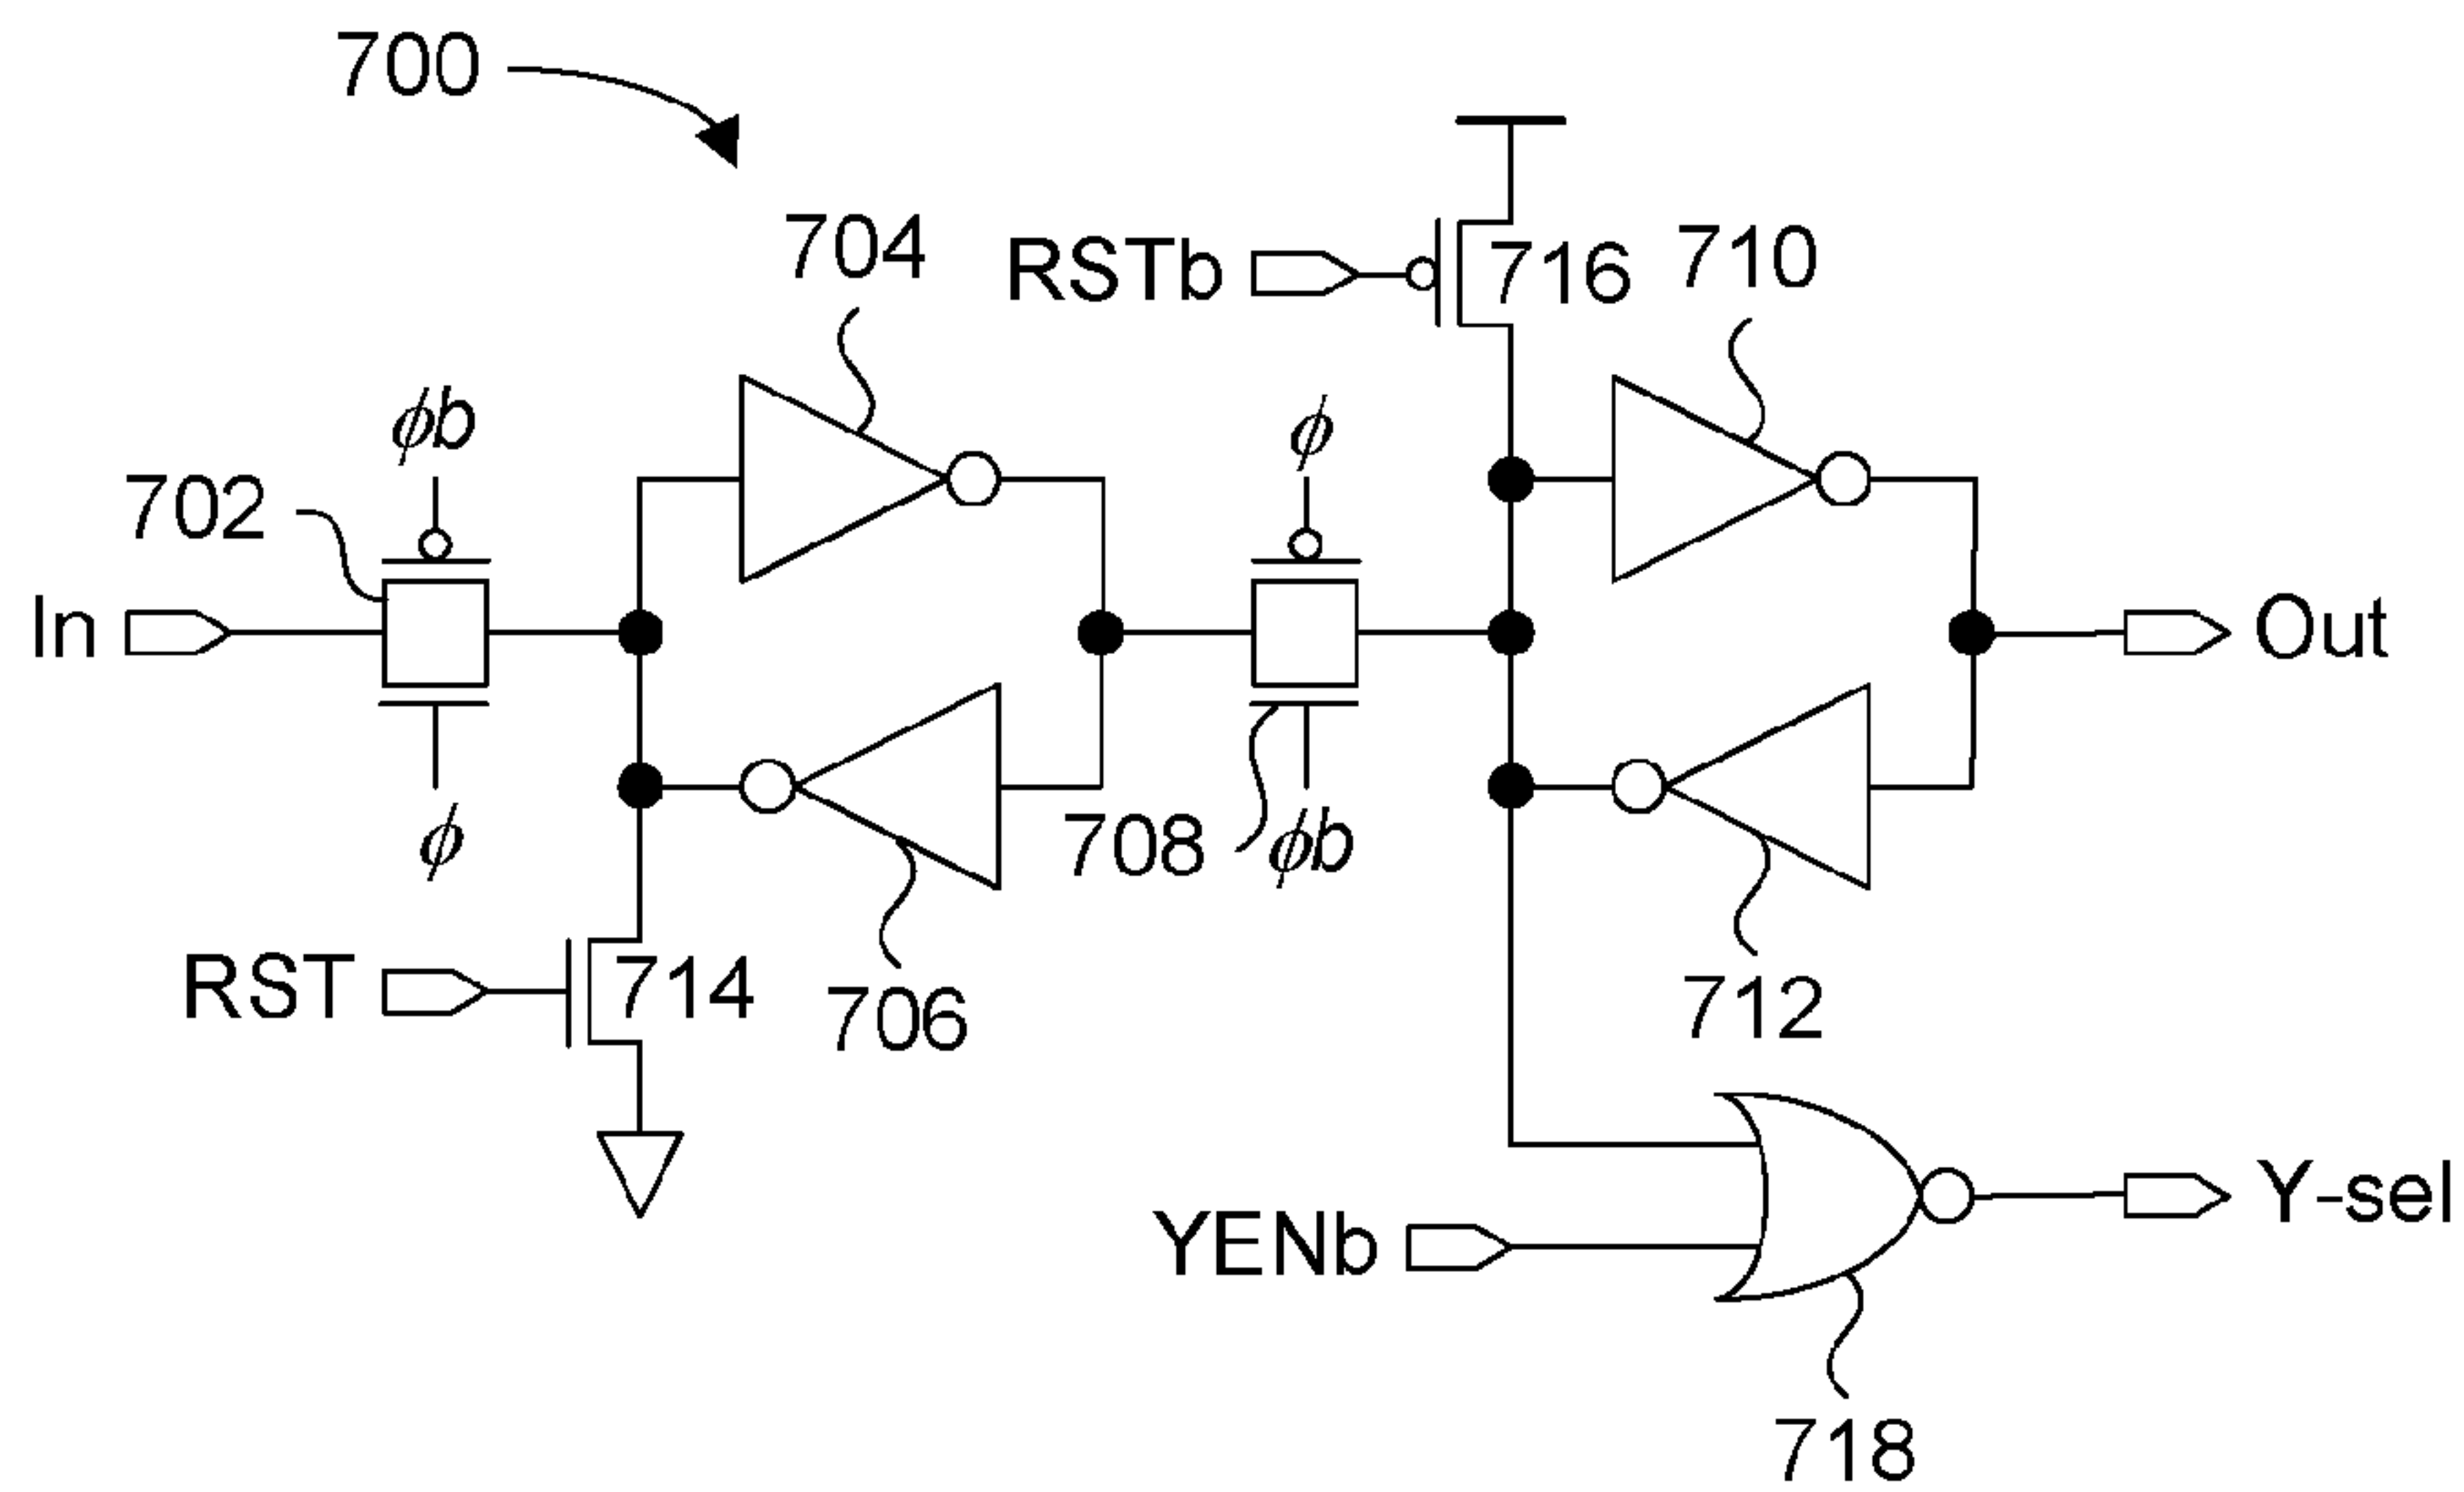 700
704
RSTb
716
710
ϕb
ϕ
702
In
Out
708
ϕ
ϕb
RST
714
706
712
YENb
Y-sel
718